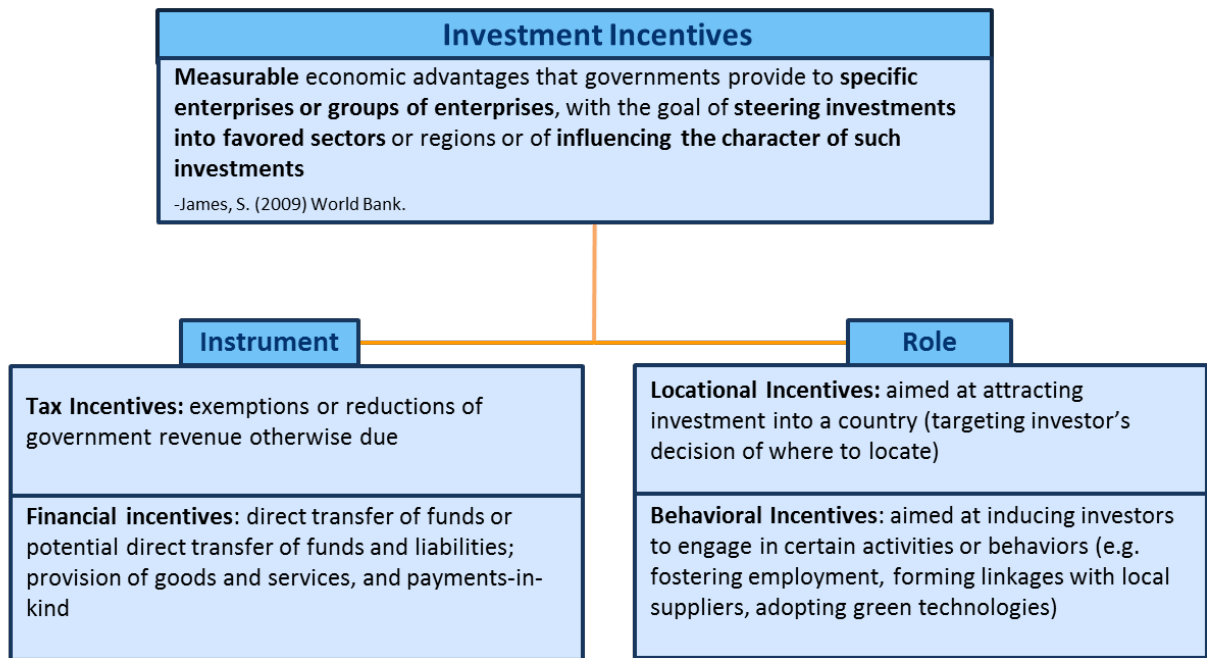 Investment Incentives
Measurable economic advantages that governments provide to specific
enterprises or groups of enterprises, with the goal of steering investments
into favored sectors or regions or of influencing the character of such
investments
-James, S. (2009) World Bank.
Instrument
Tax Incentives: exemptions or reductions of
government revenue otherwise due
Financial incentives: direct transfer of funds or
potential direct transfer of funds and liabilities;
provision of goods and services, and payments-in-
kind
Role
Locational Incentives: aimed at attracting
investment into a country (targeting investor’s
decision of where to locate)
Behavioral Incentives: aimed at inducing investors
to engage in certain activities or behaviors (e.g.
fostering employment, forming linkages with local
suppliers, adopting green technologies)